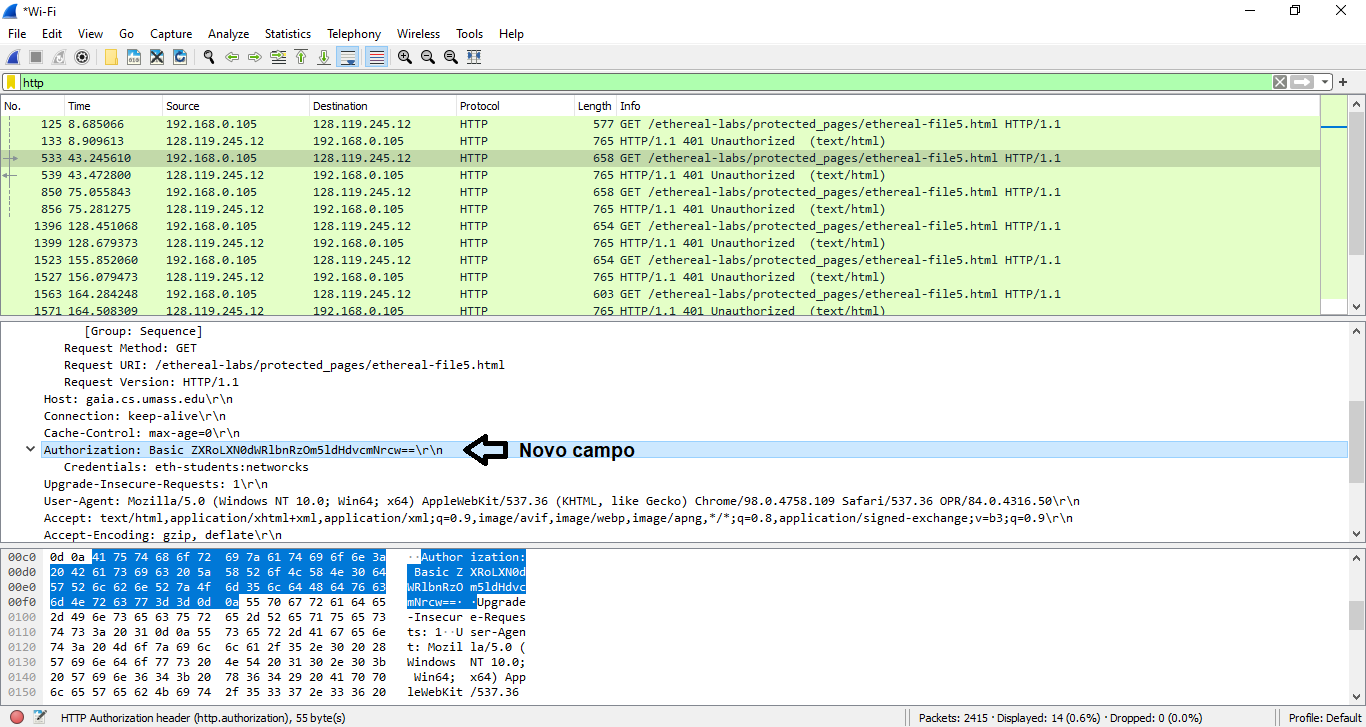 *Wi-Fi
File Edit View Go Capture Analyze Statistics Telephony Wireless Tools Help
http
No. Time Source Destination Protocol Length Info
125 8.685066 192.168.0.105 128.119.245.12 HTTP 577 GET /ethereal-labs/protected_pages/ethereal-file5.html HTTP/1.1
133 8.909613 128.119.245.12 192.168.0.105 HTTP 765 HTTP/1.1 401 Unauthorized (text/html)
533 43.245610 192.168.0.105 128.119.245.12 HTTP 658 GET /ethereal-labs/protected_pages/ethereal-file5.html HTTP/1.1
539 43.472800 128.119.245.12 192.168.0.105 HTTP 765 HTTP/1.1 401 Unauthorized (text/html)
850 75.055843 192.168.0.105 128.119.245.12 HTTP 658 GET /ethereal-labs/protected_pages/ethereal-file5.html HTTP/1.1
856 75.281275 128.119.245.12 192.168.0.105 HTTP 765 HTTP/1.1 401 Unauthorized (text/html)
1396 128.451068 192.168.0.105 128.119.245.12 HTTP 654 GET /ethereal-labs/protected_pages/ethereal-file5.html HTTP/1.1
1399 128.679373 128.119.245.12 192.168.0.105 HTTP 765 HTTP/1.1 401 Unauthorized (text/html)
1523 155.852060 192.168.0.105 128.119.245.12 HTTP 654 GET /ethereal-labs/protected_pages/ethereal-file5.html HTTP/1.1
1527 156.079473 128.119.245.12 192.168.0.105 HTTP 765 HTTP/1.1 401 Unauthorized (text/html)
1563 164.284248 192.168.0.105 128.119.245.12 HTTP 603 GET /ethereal-labs/protected_pages/ethereal-file5.html HTTP/1.1
1571 164.508309 128.119.245.12 192.168.0.105 HTTP 765 HTTP/1.1 401 Unauthorized (text/html)
[Group: Sequence]
Request Method: GET
Request URI: /ethereal-labs/protected_pages/ethereal-file5.html
Request Version: HTTP/1.1
Host: gaia.cs.umass.edu\r\n
Connection: keep-alive\r\n
Cache-Control: max-age=0\r\n
Authorization: Basic ZXRoLXN0dWRlbnRzOm5ldHdvcmNrcw==\r\n Novo campo
Credentials: eth-students:networcks
Upgrade-Insecure-Requests: 1\r\n
User-Agent: Mozilla/5.0 (Windows NT 10.0; Win64; x64) AppleWebKit/537.36 (KHTML, like Gecko) Chrome/98.0.4758.109 Safari/537.36 OPR/84.0.4316.50\r\n
Accept: text/html,application/xhtml+xml,application/xml;q=0.9,image/avif,image/webp,image/apng,*/*;q=0.8,application/signed-exchange;v=b3;q=0.9\r\n
Accept-Encoding: gzip, deflate\r\n
00c0 0d 0a 41 75 74 68 6f 72 69 7a 61 74 69 6f 6e 3a ··Author ization:
00d0 20 42 61 73 69 63 20 5a 58 52 6f 4c 58 4e 30 64 Basic Z XRoLXN0d
00e0 57 52 6c 62 6e 52 7a 4f 6d 35 6c 64 48 64 76 63 WRlbnRzO m5ldHdvc
00f0 6d 4e 72 63 77 3d 3d 0d 0a 55 70 67 72 61 64 65 mNrcw==· ·Upgrade
0100 2d 49 6e 73 65 63 75 72 65 2d 52 65 71 75 65 73 -Insecur e-Reques
0110 74 73 3a 20 31 0d 0a 55 73 65 72 2d 41 67 65 6e ts: 1··U ser-Agen
0120 74 3a 20 4d 6f 7a 69 6c 6c 61 2f 35 2e 30 20 28 t: Mozil la/5.0 (
0130 57 69 6e 64 6f 77 73 20 4e 54 20 31 30 2e 30 3b Windows NT 10.0;
0140 20 57 69 6e 36 34 3b 20 78 36 34 29 20 41 70 70 Win64; x64) App
0150 6c 65 57 65 62 4b 69 74 2f 35 33 37 2e 33 36 20 leWebKit /537.36
HTTP Authorization header (http.authorization), 55 byte(s) Packets: 2415 · Displayed: 14 (0.6%) · Dropped: 0 (0.0%) Profile: Default